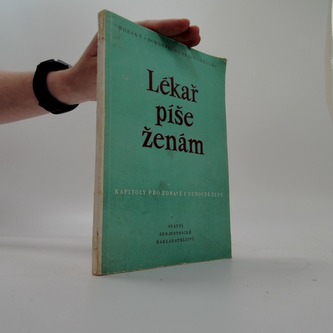 Lékař
píše
ženám
KAPITOLY PRO ZDRAVÉ I NEMOCNÉ ŽENY
STÁTNÍ
ZDRAVOTNICKÉ
NAKLADATELSTVÍ